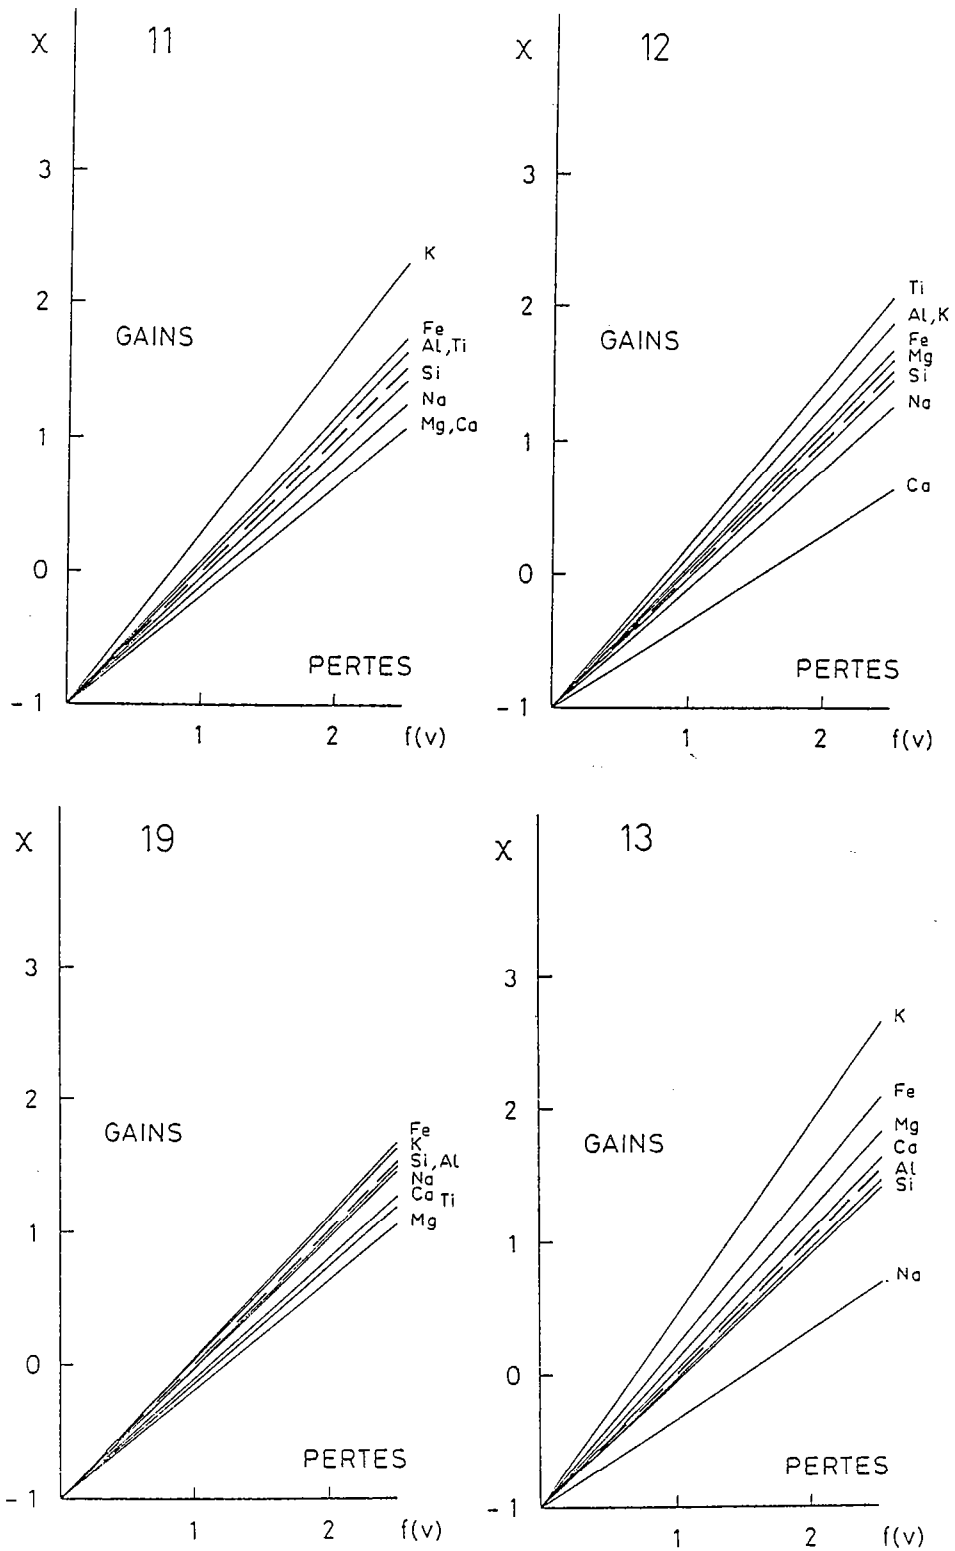 χ 11
3
K
2
Fe
GAINS
Al,Ti
Si
Na
1
Mg,Ca
0
PERTES
-1
1 2 f(v)
χ 12
3
Ti
2
Al,K
GAINS
Fe
Mg
Si
Na
1
Ca
0
PERTES
-1
1 2 f(v)
χ 19
3
2
GAINS
Fe
K
Si,Al
Na
Ca Ti
1
Mg
0
PERTES
-1
1 2 f(v)
χ 13
3
K
2
Fe
GAINS
Mg
Ca
Al
Si
1
Na
0
PERTES
-1
1 2 f(v)